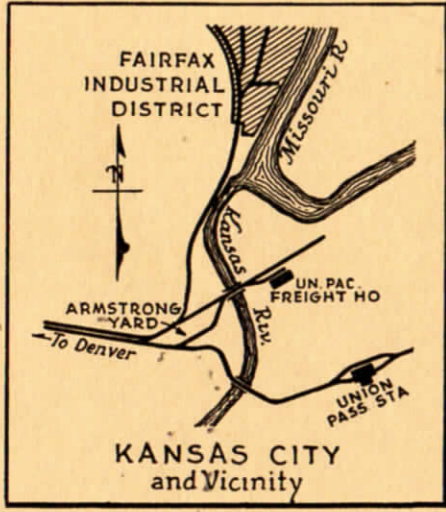 FAIRFAX
INDUSTRIAL
DISTRICT
Missouri R
N
Kansas Riv.
UN. PAC.
FREIGHT HO
ARMSTRONG
YARD
To Denver
UNION
PASS STA
KANSAS CITY
and Vicinity